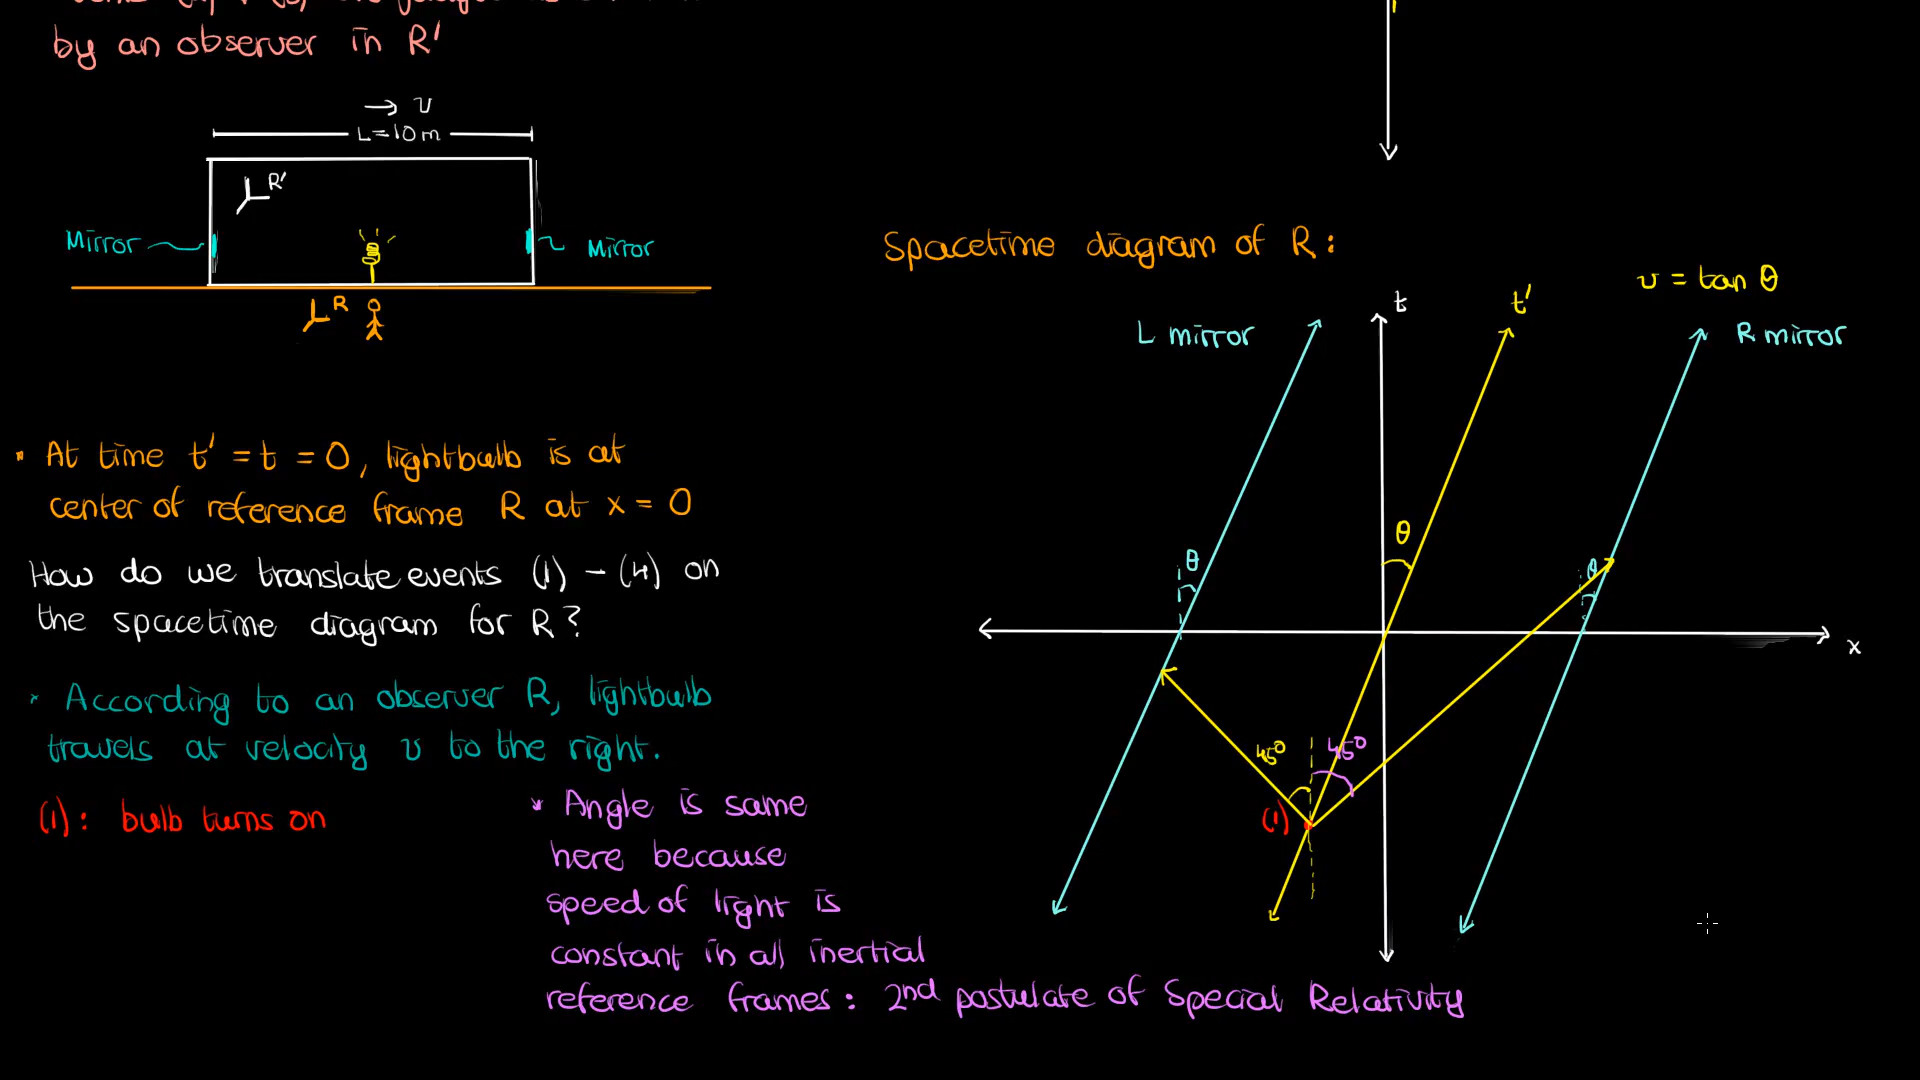 by an observer in R'
→ v
L = 10 m
R'
Mirror
Mirror
R
• At time t' = t = 0, lightbulb is at
center of reference frame R at x = 0
How do we translate events (1) – (4) on
the spacetime diagram for R?
* According to an observer R, lightbulb
travels at velocity v to the right.
(1): bulb turns on
* Angle is same
here because
speed of light is
constant in all inertial
reference frames: 2nd postulate of Special Relativity
Spacetime diagram of R:
v = tan θ
t
t'
L mirror
R mirror
θ
θ
θ
x
45°
45°
(1)